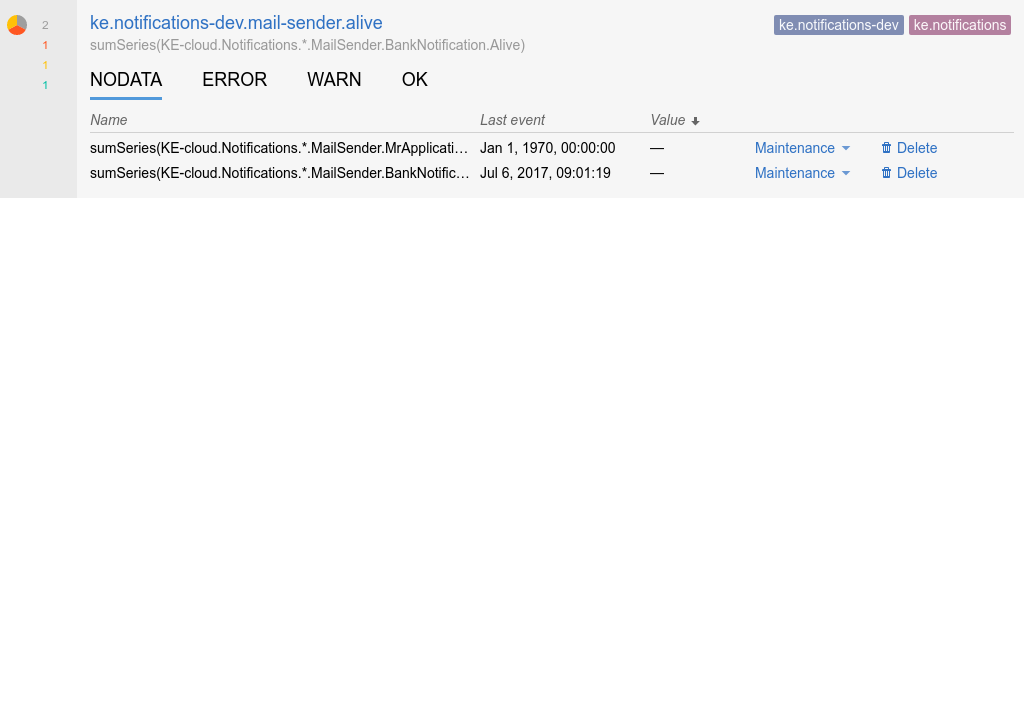 2
1
1
1
ke.notifications-dev.mail-sender.alive ke.notifications-dev ke.notifications
sumSeries(KE-cloud.Notifications.*.MailSender.BankNotification.Alive)
NODATA ERROR WARN OK
Name Last event Value
sumSeries(KE-cloud.Notifications.*.MailSender.MrApplicati… Jan 1, 1970, 00:00:00 — Maintenance Delete
sumSeries(KE-cloud.Notifications.*.MailSender.BankNotific… Jul 6, 2017, 09:01:19 — Maintenance Delete